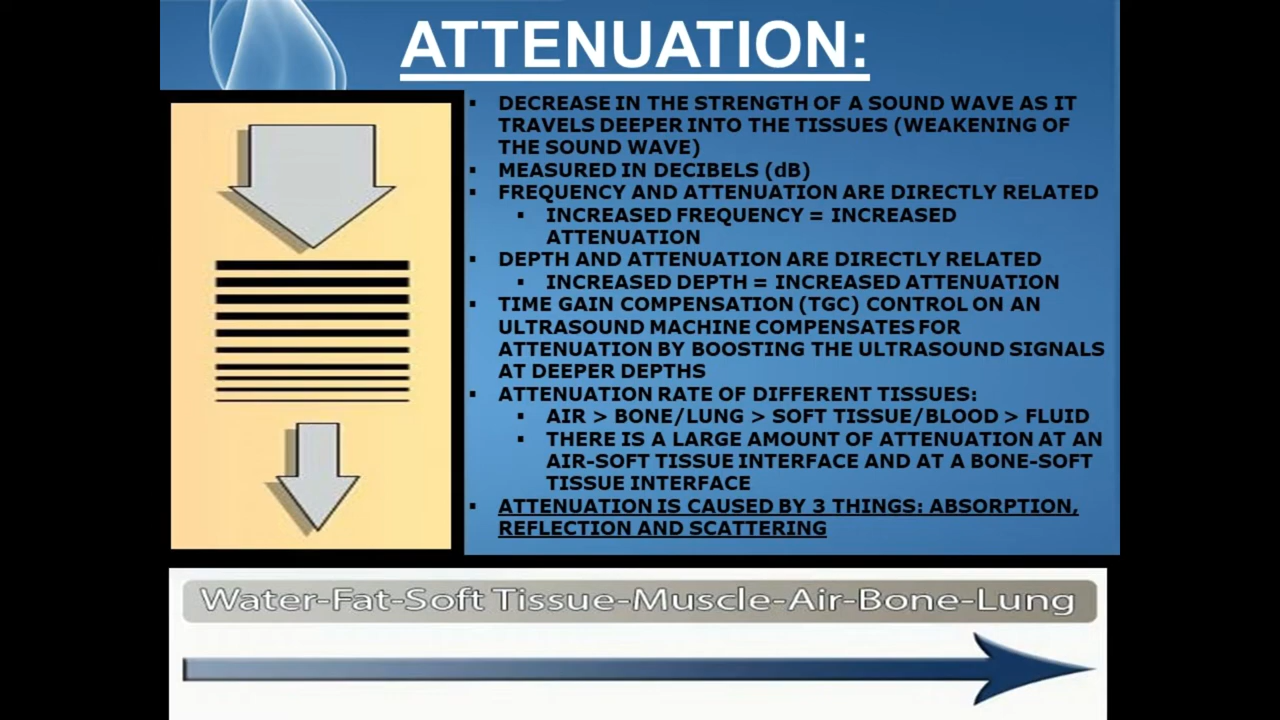 ATTENUATION:
▪ DECREASE IN THE STRENGTH OF A SOUND WAVE AS IT
TRAVELS DEEPER INTO THE TISSUES (WEAKENING OF
THE SOUND WAVE)
▪ MEASURED IN DECIBELS (dB)
▪ FREQUENCY AND ATTENUATION ARE DIRECTLY RELATED
▪ INCREASED FREQUENCY = INCREASED
ATTENUATION
▪ DEPTH AND ATTENUATION ARE DIRECTLY RELATED
▪ INCREASED DEPTH = INCREASED ATTENUATION
▪ TIME GAIN COMPENSATION (TGC) CONTROL ON AN
ULTRASOUND MACHINE COMPENSATES FOR
ATTENUATION BY BOOSTING THE ULTRASOUND SIGNALS
AT DEEPER DEPTHS
▪ ATTENUATION RATE OF DIFFERENT TISSUES:
▪ AIR > BONE/LUNG > SOFT TISSUE/BLOOD > FLUID
▪ THERE IS A LARGE AMOUNT OF ATTENUATION AT AN
AIR-SOFT TISSUE INTERFACE AND AT A BONE-SOFT
TISSUE INTERFACE
▪ ATTENUATION IS CAUSED BY 3 THINGS: ABSORPTION,
REFLECTION AND SCATTERING
Water-Fat-Soft Tissue-Muscle-Air-Bone-Lung